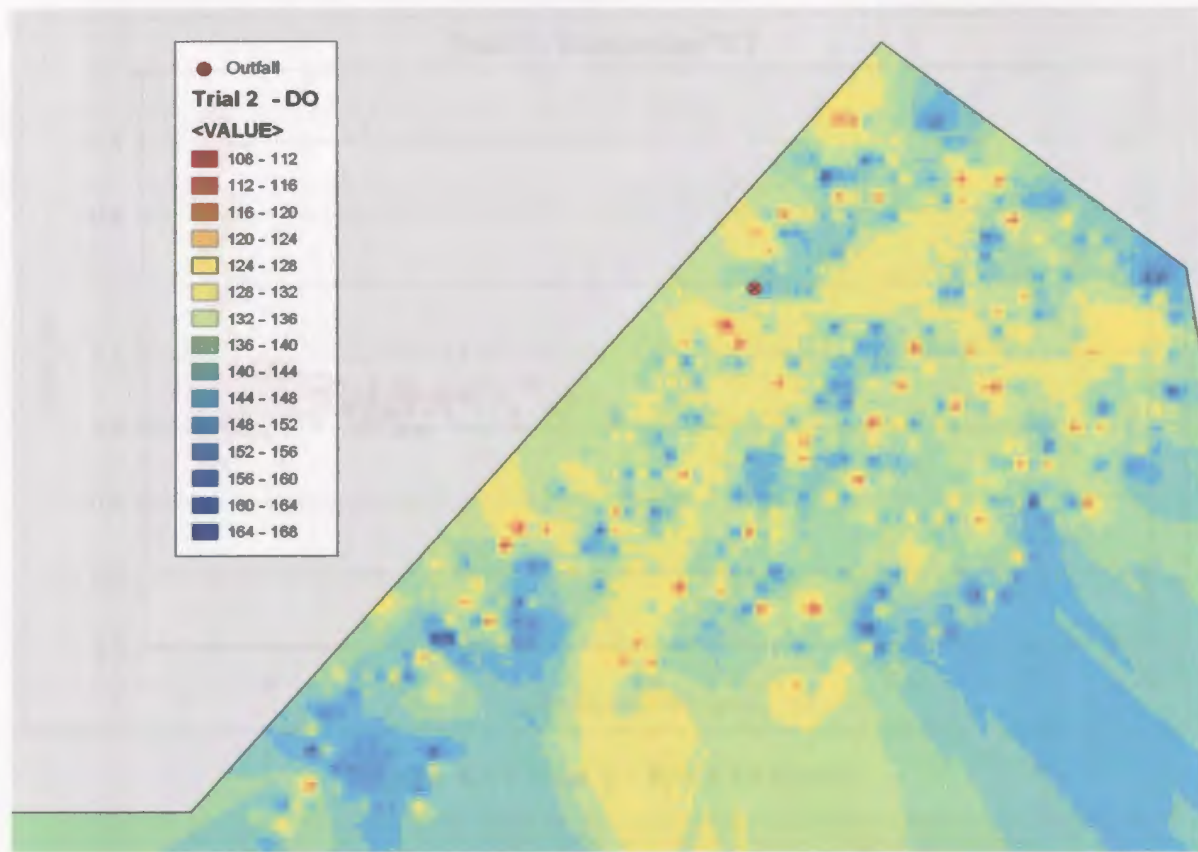 Outfall
Trial 2 - DO
<VALUE>
108 - 112
112 - 116
116 - 120
120 - 124
124 - 128
128 - 132
132 - 136
136 - 140
140 - 144
144 - 148
148 - 152
152 - 156
156 - 160
160 - 164
164 - 168